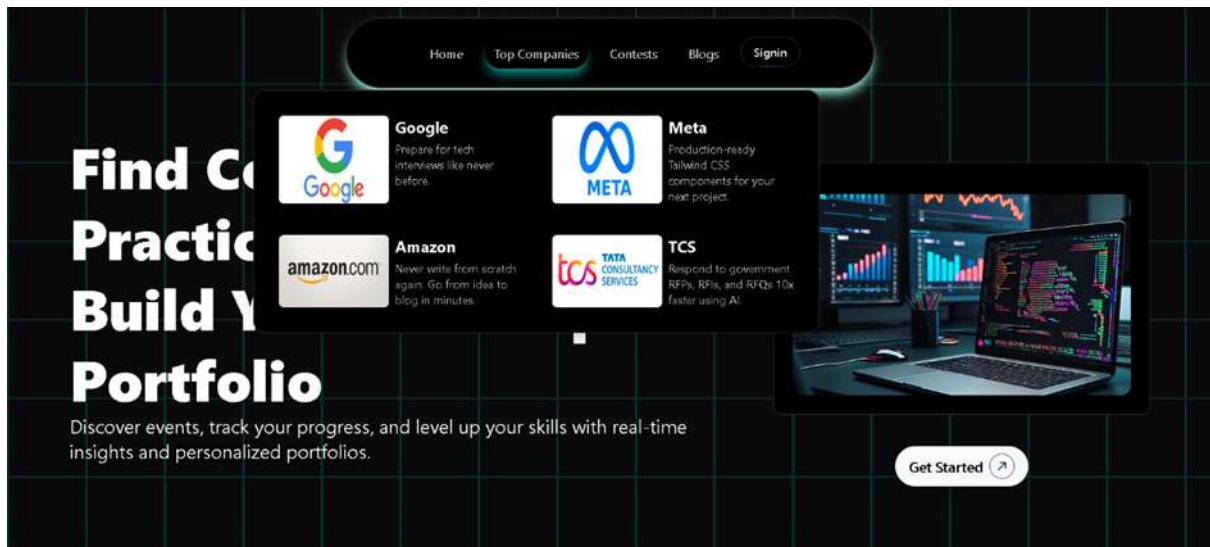 Home Top Companies Contests Blogs Signin
Google
Google
Prepare for tech
interviews like never
before.
META
Meta
Production-ready
Tailwind CSS
components for your
next project.
amazon.com
Amazon
Never write from scratch
again. Go from idea to
blog in minutes.
tcs TATA
CONSULTANCY
SERVICES
TCS
Respond to government
RFPs, RFIs, and RFQs 10x
faster using AI.
Find
Build
Portfolio
Discover events, track your progress, and level up your skills with real-time
insights and personalized portfolios.
Get Started